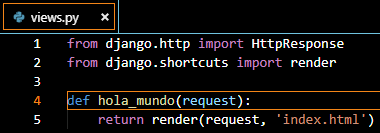 views.py ×
1 from django.http import HttpResponse
2 from django.shortcuts import render
3
4 def hola_mundo(request):
5     return render(request, 'index.html')